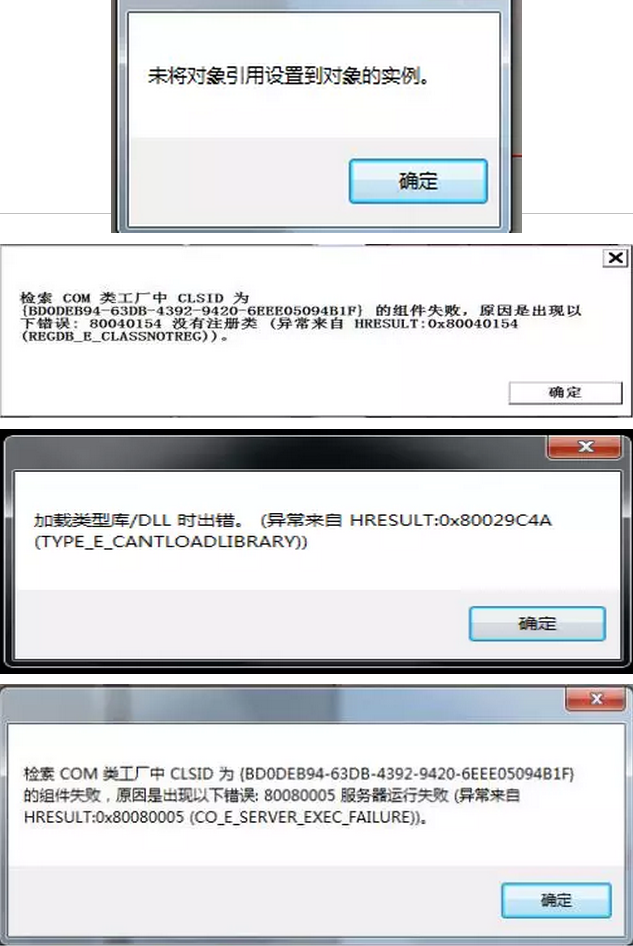 未将对象引用设置到对象的实例。
确定
检索 COM 类工厂中 CLSID 为
{BD0DEB94-63DB-4392-9420-6EEE05094B1F} 的组件失败，原因是出现以
下错误: 80040154 没有注册类 (异常来自 HRESULT:0x80040154
(REGDB_E_CLASSNOTREG))。
确定
加载类型库/DLL 时出错。 (异常来自 HRESULT:0x80029C4A
(TYPE_E_CANTLOADLIBRARY))
确定
检索 COM 类工厂中 CLSID 为 {BD0DEB94-63DB-4392-9420-6EEE05094B1F}
的组件失败，原因是出现以下错误: 80080005 服务器运行失败 (异常来自
HRESULT:0x80080005 (CO_E_SERVER_EXEC_FAILURE))。
确定